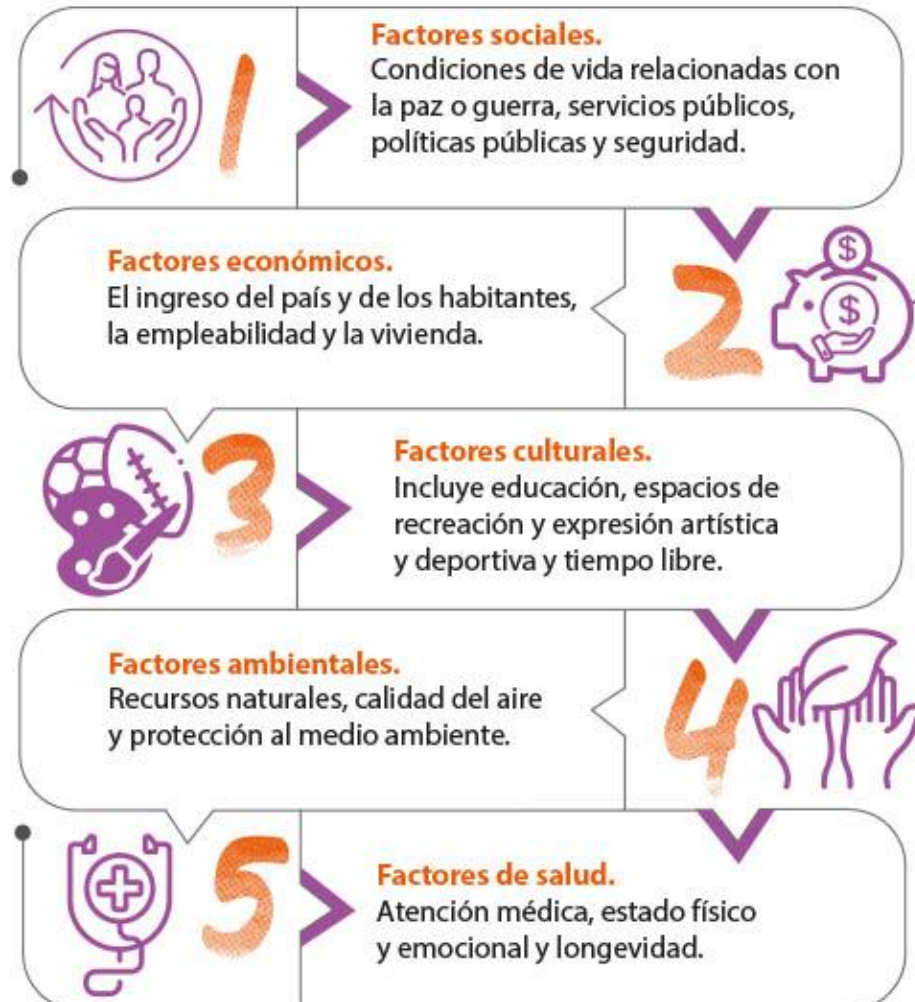 1
Factores sociales.
Condiciones de vida relacionadas con
la paz o guerra, servicios públicos,
políticas públicas y seguridad.
Factores económicos.
El ingreso del país y de los habitantes,
la empleabilidad y la vivienda.
2
$
$
3
Factores culturales.
Incluye educación, espacios de
recreación y expresión artística
y deportiva y tiempo libre.
Factores ambientales.
Recursos naturales, calidad del aire
y protección al medio ambiente.
4
5
Factores de salud.
Atención médica, estado físico
y emocional y longevidad.